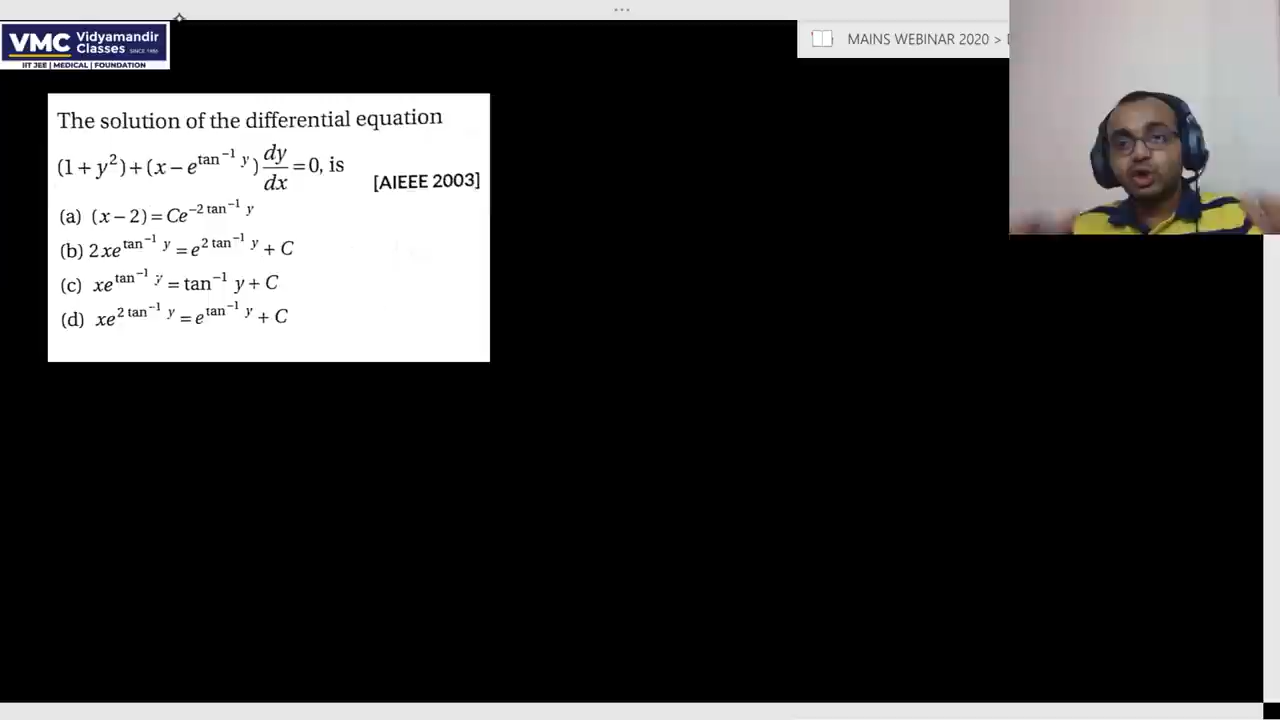 VMC Vidyamandir Classes SINCE 1986
IIT JEE | MEDICAL | FOUNDATION
MAINS WEBINAR 2020 >
The solution of the differential equation
(1 + y²) + (x − e^{tan⁻¹ y}) dy/dx = 0, is
[AIEEE 2003]
(a) (x − 2) = Ce^{−2 tan⁻¹ y}
(b) 2xe^{tan⁻¹ y} = e^{2 tan⁻¹ y} + C
(c) xe^{tan⁻¹ y} = tan⁻¹ y + C
(d) xe^{2 tan⁻¹ y} = e^{tan⁻¹ y} + C